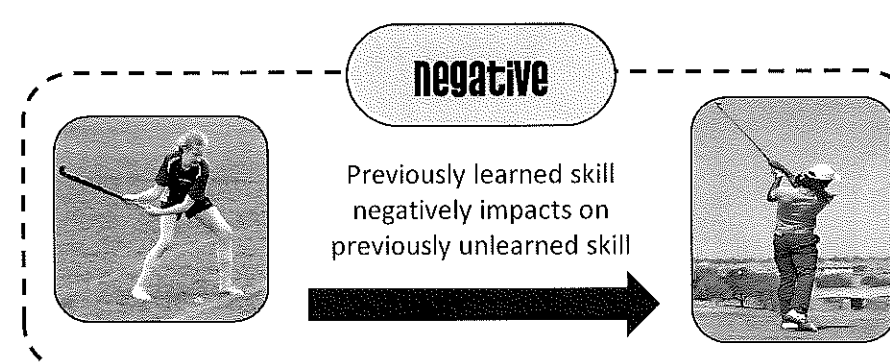 negative
Previously learned skill
negatively impacts on
previously unlearned skill